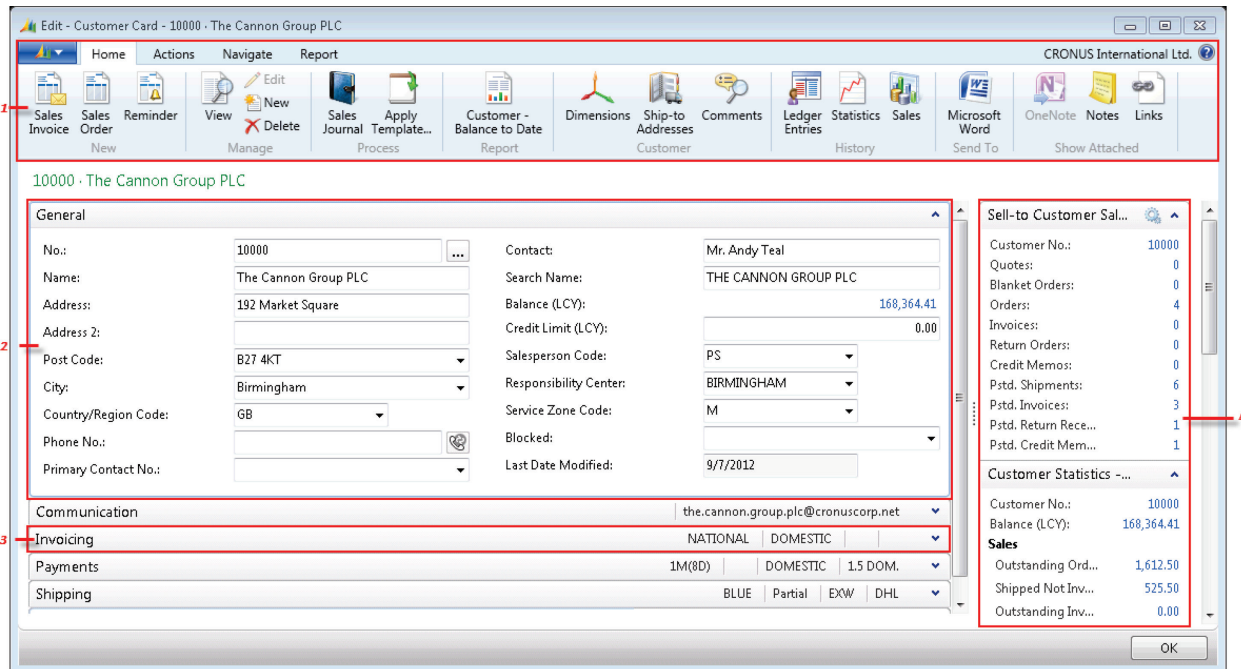 Edit - Customer Card - 10000 · The Cannon Group PLC
Home Actions Navigate Report CRONUS International Ltd.
Sales Invoice
Sales Order
Reminder
New
View
Edit
New
Delete
Manage
Sales Journal
Apply Template...
Process
Customer - Balance to Date
Report
Dimensions
Ship-to Addresses
Comments
Customer
Ledger Entries
Statistics
Sales
History
Microsoft Word
Send To
OneNote
Notes
Links
Show Attached
1
10000 · The Cannon Group PLC
General
No.: 10000 ...
Name: The Cannon Group PLC
Address: 192 Market Square
Address 2:
Post Code: B27 4KT
City: Birmingham
Country/Region Code: GB
Phone No.:
Primary Contact No.:
Contact: Mr. Andy Teal
Search Name: THE CANNON GROUP PLC
Balance (LCY): 168,364.41
Credit Limit (LCY): 0.00
Salesperson Code: PS
Responsibility Center: BIRMINGHAM
Service Zone Code: M
Blocked:
Last Date Modified: 9/7/2012
2
Communication the.cannon.group.plc@cronuscorp.net
3
Invoicing NATIONAL DOMESTIC
Payments 1M(8D) DOMESTIC 1.5 DOM.
Shipping BLUE Partial EXW DHL
Sell-to Customer Sal...
Customer No.: 10000
Quotes: 0
Blanket Orders: 0
Orders: 4
Invoices: 0
Return Orders: 0
Credit Memos: 0
Pstd. Shipments: 6
Pstd. Invoices: 3
Pstd. Return Rece... 1
Pstd. Credit Mem... 1
Customer Statistics -...
Customer No.: 10000
Balance (LCY): 168,364.41
Sales
Outstanding Ord... 1,612.50
Shipped Not Inv... 525.50
Outstanding Inv... 0.00
OK